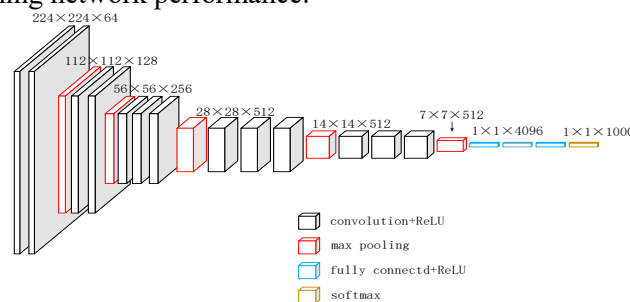 ning network performance.
224×224×64
112×112×128
56×56×256
28×28×512
14×14×512
7×7×512
1×1×4096
1×1×1000
convolution+ReLU
max pooling
fully connectd+ReLU
softmax